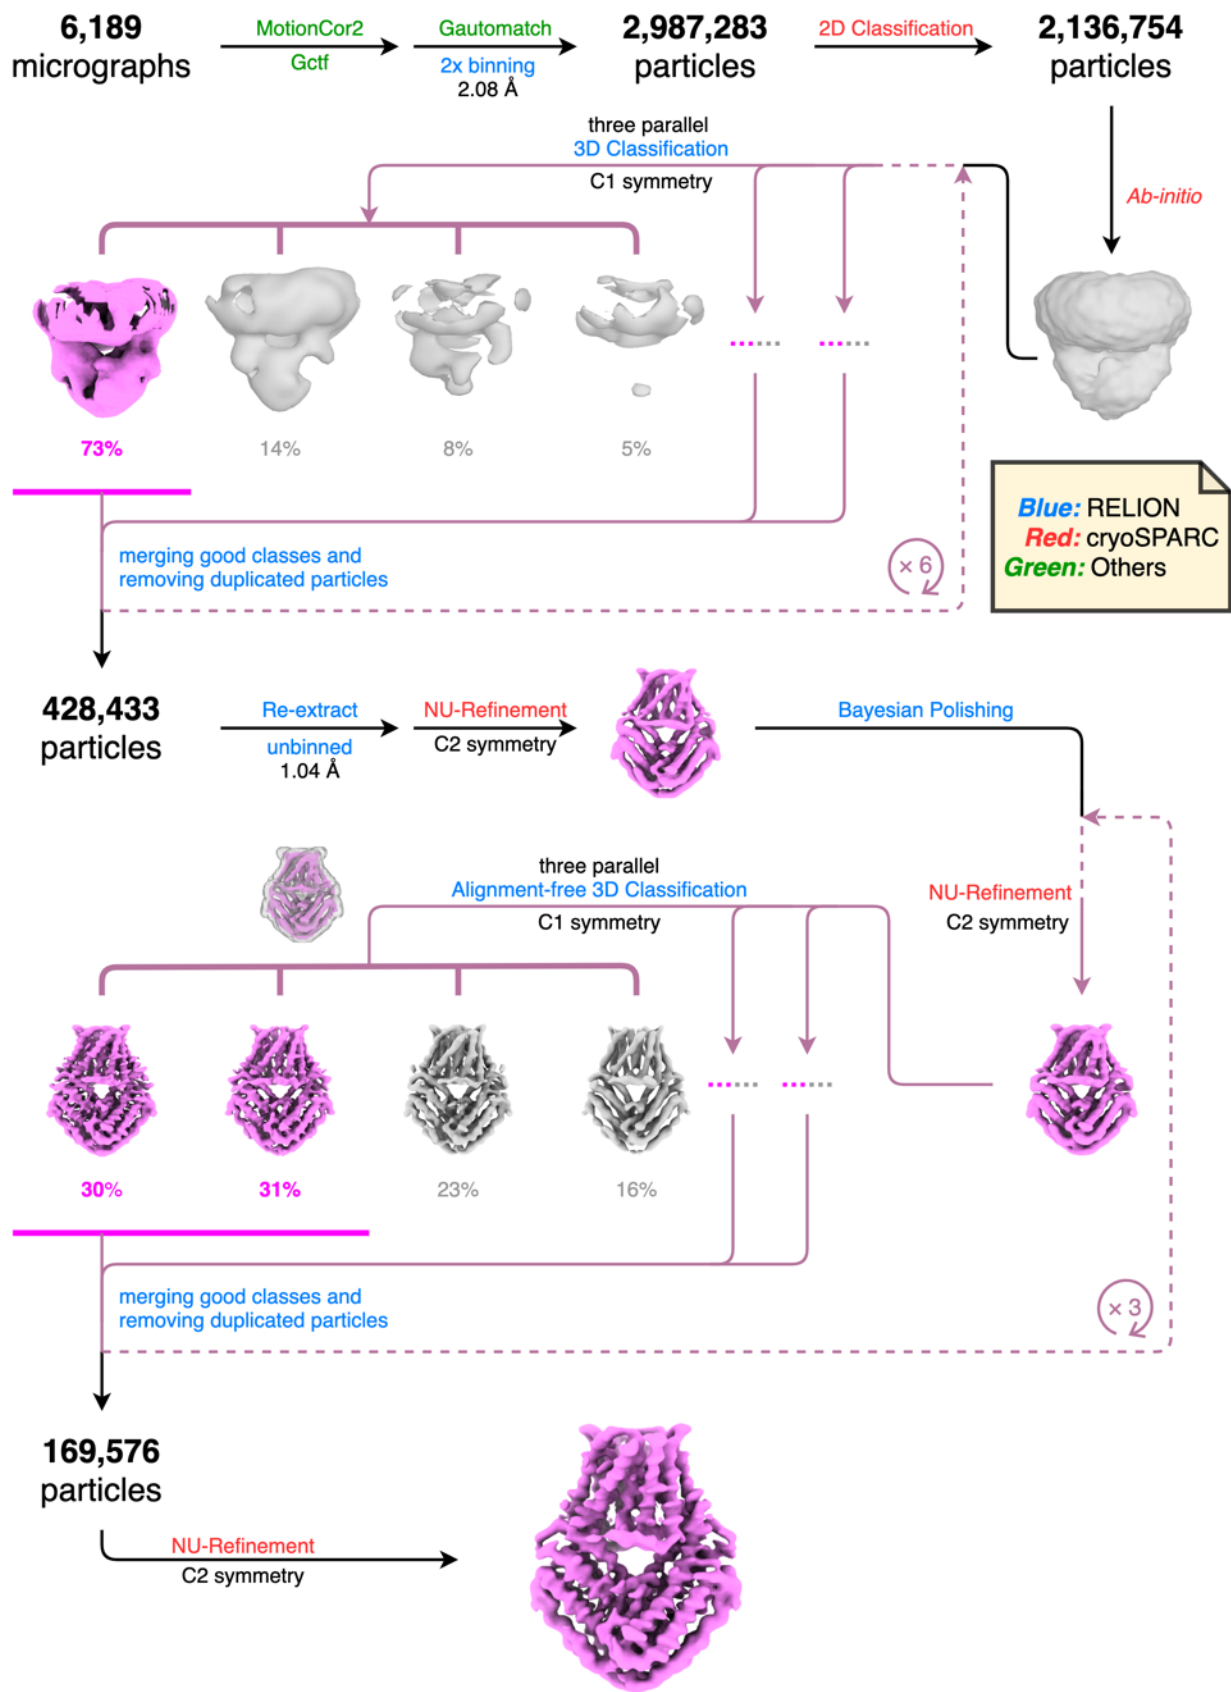 6,189
micrographs
MotionCor2
Gctf
Gautomatch
2x binning
2.08 Å
2,987,283
particles
2D Classification
2,136,754
particles
three parallel
3D Classification
C1 symmetry
Ab-initio
73%
14%
8%
5%
Blue: RELION
Red: cryoSPARC
Green: Others
merging good classes and
removing duplicated particles
× 6
428,433
particles
Re-extract
unbinned
1.04 Å
NU-Refinement
C2 symmetry
Bayesian Polishing
three parallel
Alignment-free 3D Classification
C1 symmetry
NU-Refinement
C2 symmetry
30%
31%
23%
16%
merging good classes and
removing duplicated particles
× 3
169,576
particles
NU-Refinement
C2 symmetry